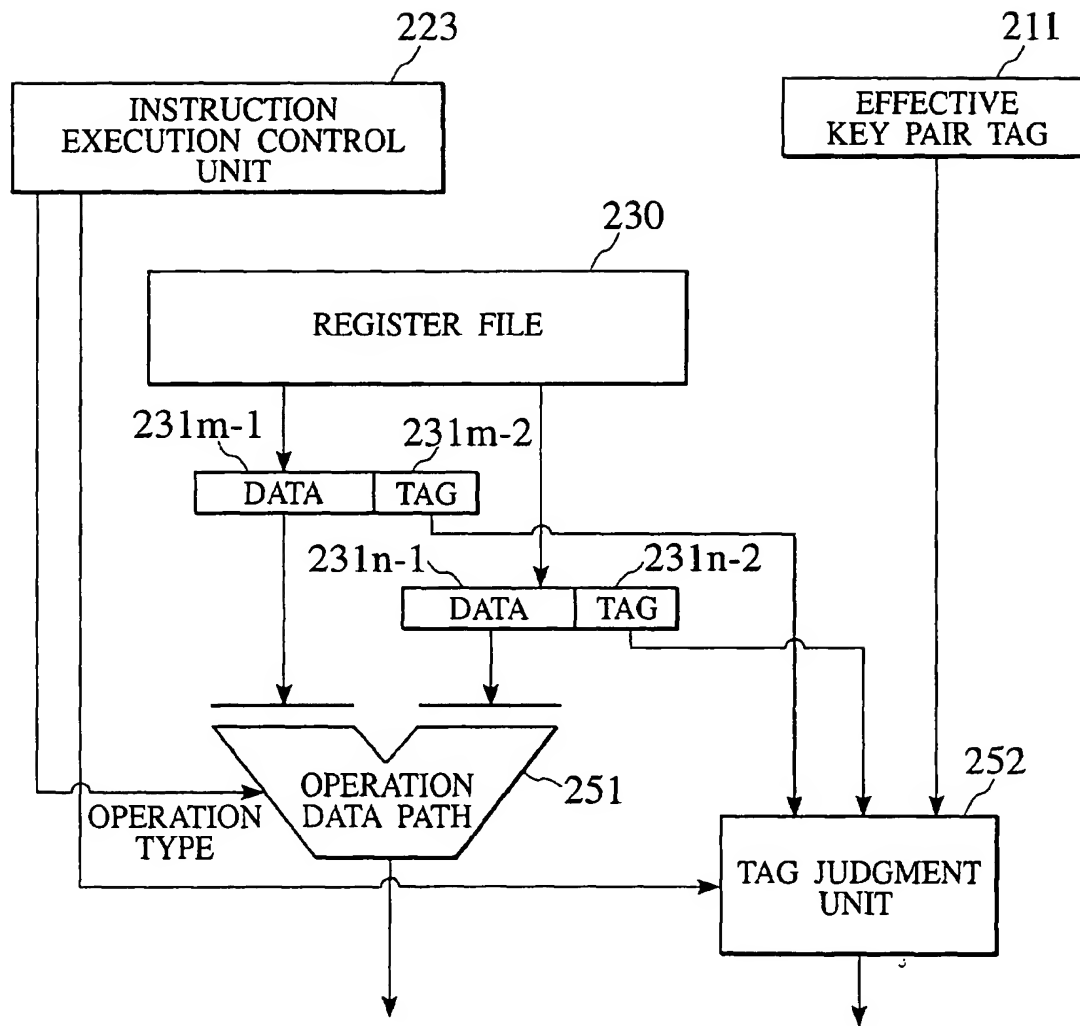 223
211
INSTRUCTION
EXECUTION CONTROL
UNIT
EFFECTIVE
KEY PAIR TAG
230
REGISTER FILE
231m-1
231m-2
DATA
TAG
231n-1
231n-2
DATA
TAG
OPERATION
DATA PATH
251
252
OPERATION
TYPE
TAG JUDGMENT
UNIT